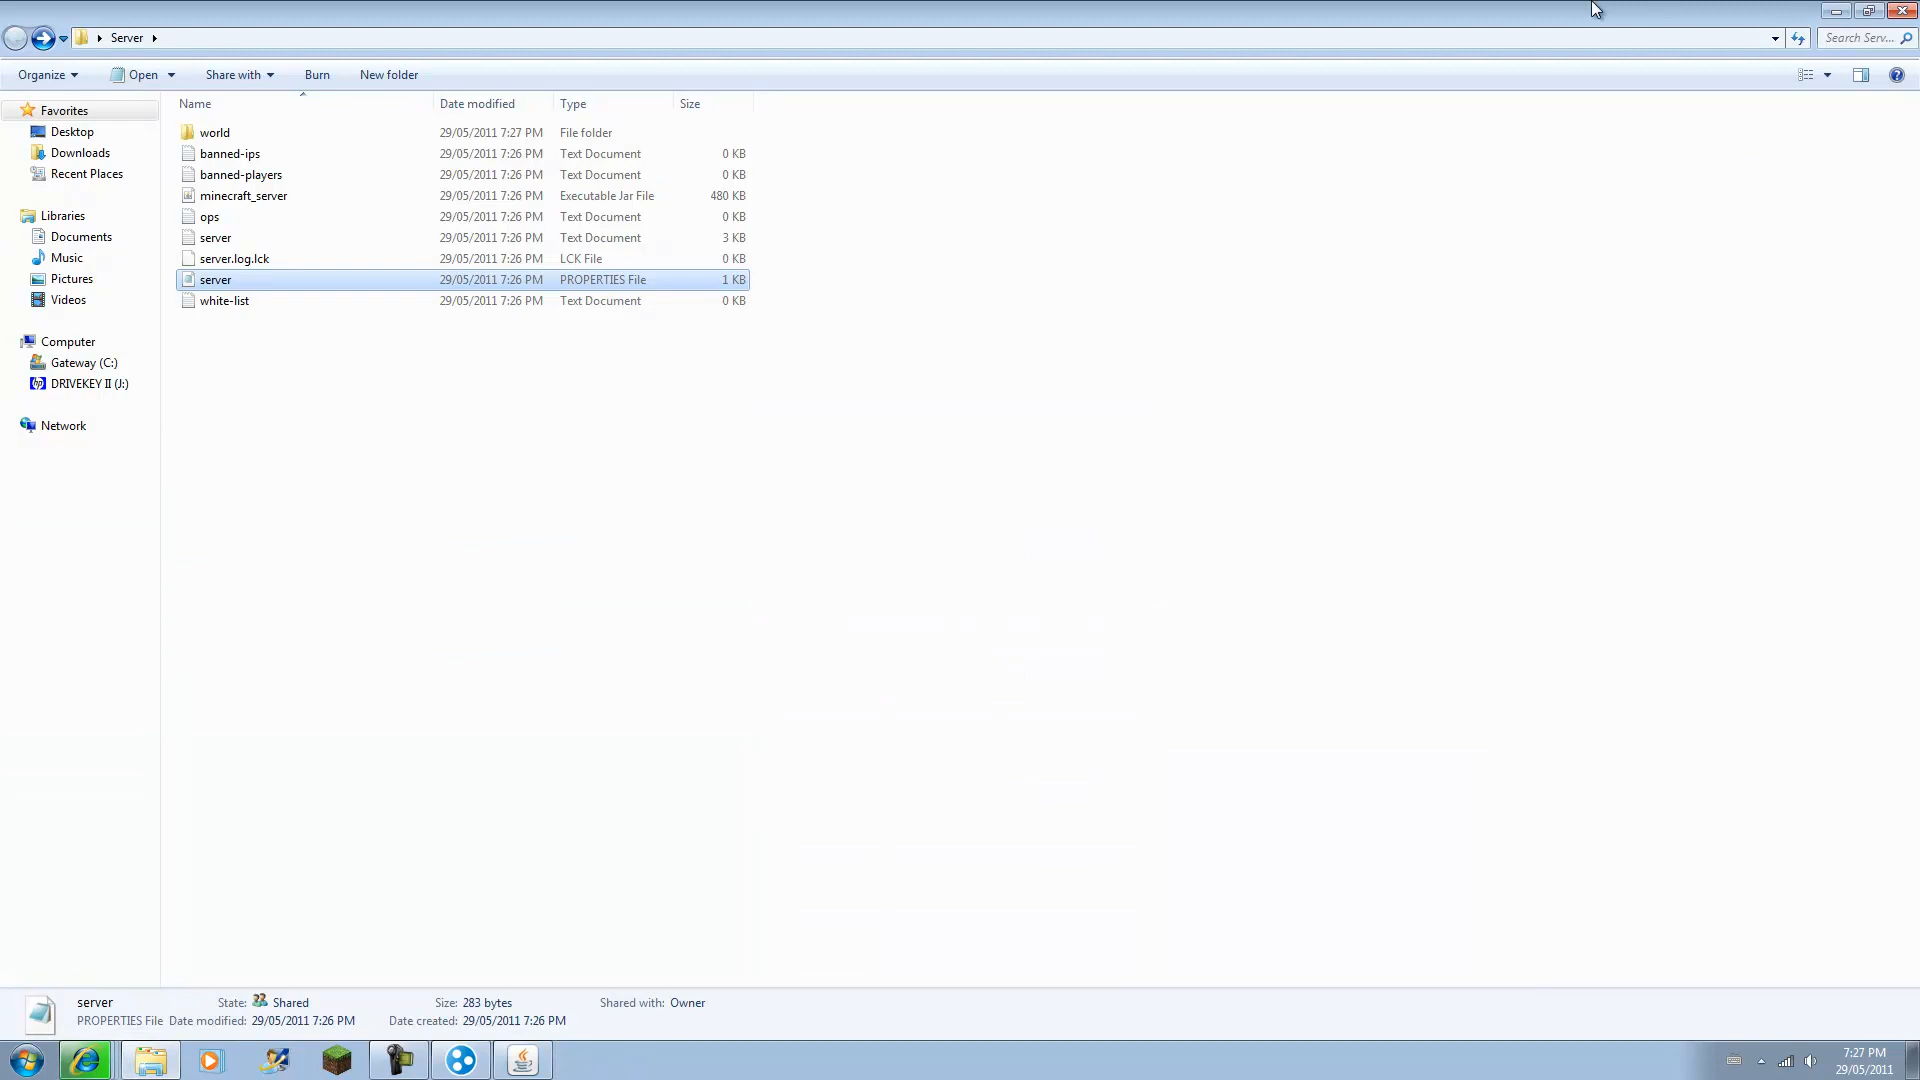 Server
Search Serv...
Organize Open Share with Burn New folder
Name Date modified Type Size
Favorites
Desktop
Downloads
Recent Places
Libraries
Documents
Music
Pictures
Videos
Computer
Gateway (C:)
DRIVEKEY II (J:)
Network
world 29/05/2011 7:27 PM File folder
banned-ips 29/05/2011 7:26 PM Text Document 0 KB
banned-players 29/05/2011 7:26 PM Text Document 0 KB
minecraft_server 29/05/2011 7:26 PM Executable Jar File 480 KB
ops 29/05/2011 7:26 PM Text Document 0 KB
server 29/05/2011 7:26 PM Text Document 3 KB
server.log.lck 29/05/2011 7:26 PM LCK File 0 KB
server 29/05/2011 7:26 PM PROPERTIES File 1 KB
white-list 29/05/2011 7:26 PM Text Document 0 KB
server State: Shared Size: 283 bytes Shared with: Owner
PROPERTIES File Date modified: 29/05/2011 7:26 PM Date created: 29/05/2011 7:26 PM
7:27 PM
29/05/2011